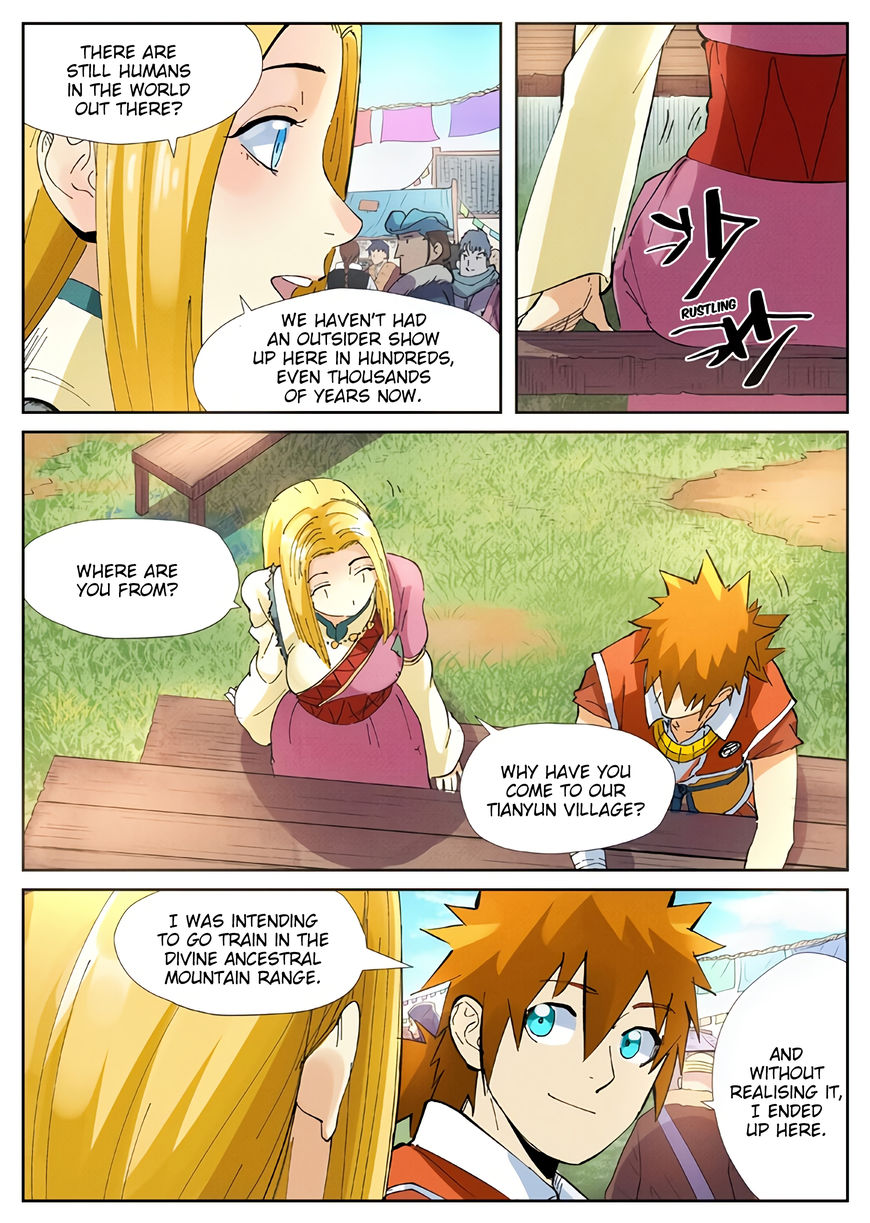 THERE ARE
STILL HUMANS
IN THE WORLD
OUT THERE?
WE HAVEN'T HAD
AN OUTSIDER SHOW
UP HERE IN HUNDREDS,
EVEN THOUSANDS
OF YEARS NOW.
RUSTLING
WHERE ARE
YOU FROM?
WHY HAVE YOU
COME TO OUR
TIANYUN VILLAGE?
I WAS INTENDING
TO GO TRAIN IN THE
DIVINE ANCESTRAL
MOUNTAIN RANGE.
AND
WITHOUT
REALISING IT,
I ENDED
UP HERE.